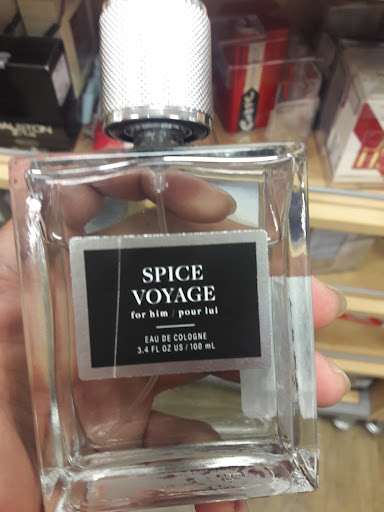 SPICE
VOYAGE
for him / pour lui
EAU DE COLOGNE
3.4 FL OZ US / 100 mL